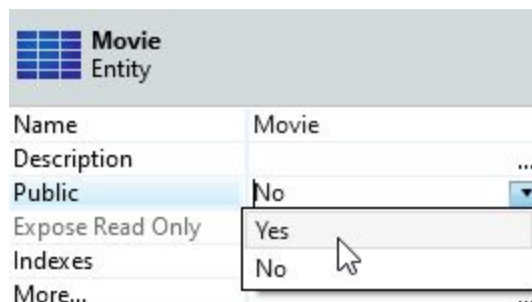 Movie
Entity
Name Movie
Description ...
Public No
Expose Read Only Yes
Indexes No
More... ...